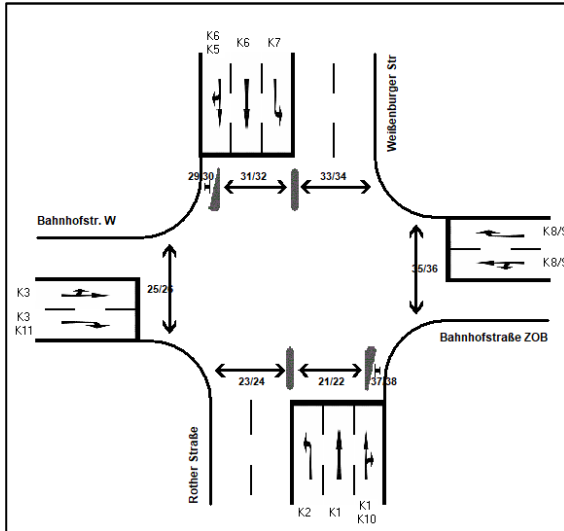 K6 K6 K7
K5
Weißenburger Str
29/30 31/32 33/34
Bahnhofstr. W
K8/9
35/36
K8/9
25/26
K3
K3
K11
Bahnhofstraße ZOB
23/24 21/22 37/38
Rother Straße
K2 K1 K1
K10